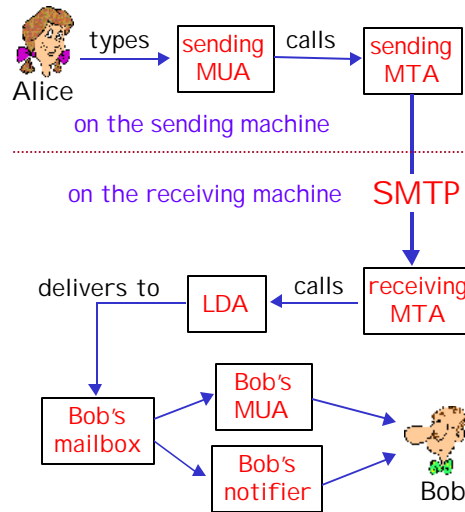 types
sending
MUA
calls
sending
MTA
Alice
on the sending machine
on the receiving machine
SMTP
delivers to
LDA
calls
receiving
MTA
Bob's
mailbox
Bob's
MUA
Bob's
notifier
Bob